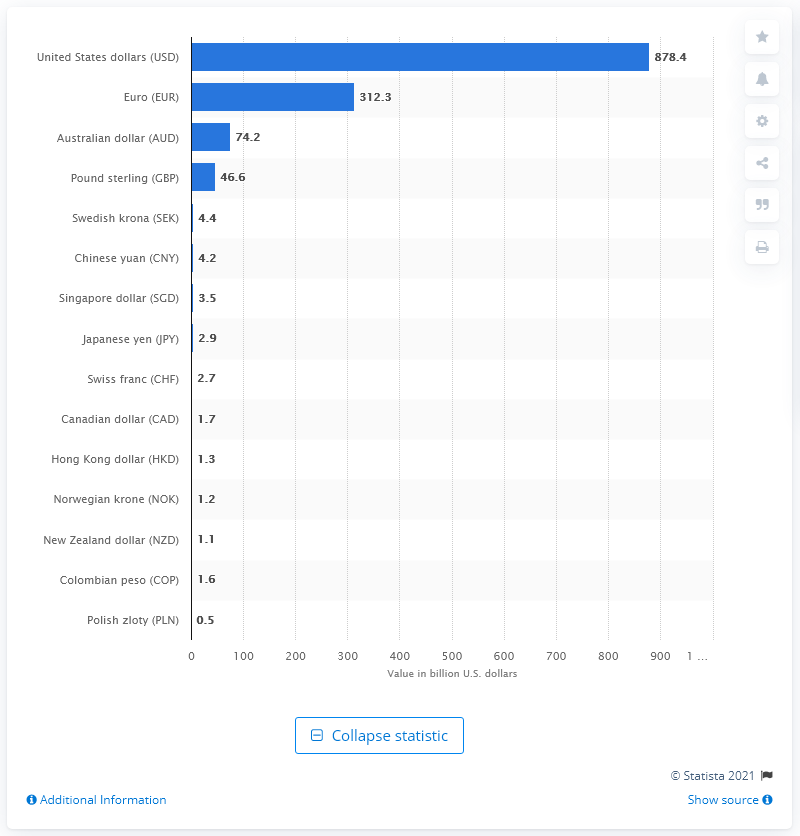 United States dollars (USD) 878.4
Euro (EUR) 312.3
Australian dollar (AUD) 74.2
Pound sterling (GBP) 46.6
Swedish krona (SEK) 4.4
Chinese yuan (CNY) 4.2
Singapore dollar (SGD) 3.5
Japanese yen (JPY) 2.9
Swiss franc (CHF) 2.7
Canadian dollar (CAD) 1.7
Hong Kong dollar (HKD) 1.3
Norwegian krone (NOK) 1.2
New Zealand dollar (NZD) 1.1
Colombian peso (COP) 1.6
Polish zloty (PLN) 0.5
0 100 200 300 400 500 600 700 800 900 1 ...
Value in billion U.S. dollars
Collapse statistic
© Statista 2021
Additional Information Show source